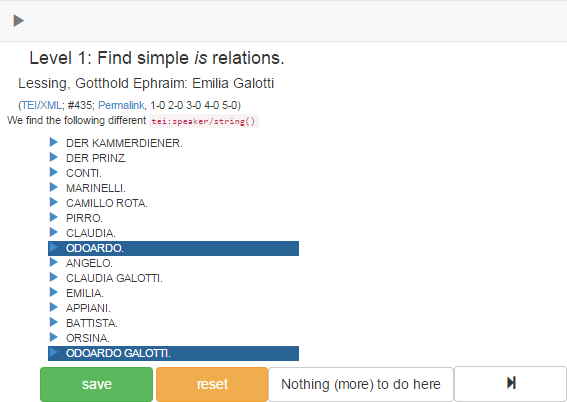 Level 1: Find simple is relations.
Lessing, Gotthold Ephraim: Emilia Galotti
(TEI/XML; #435; Permalink, 1-0 2-0 3-0 4-0 5-0)
We find the following different tei:speaker/string()
DER KAMMERDIENER.
DER PRINZ.
CONTI.
MARINELLI.
CAMILLO ROTA.
PIRRO.
CLAUDIA.
ODOARDO.
ANGELO.
CLAUDIA GALOTTI.
EMILIA.
APPIANI.
BATTISTA.
ORSINA.
ODOARDO GALOTTI.
save reset Nothing (more) to do here